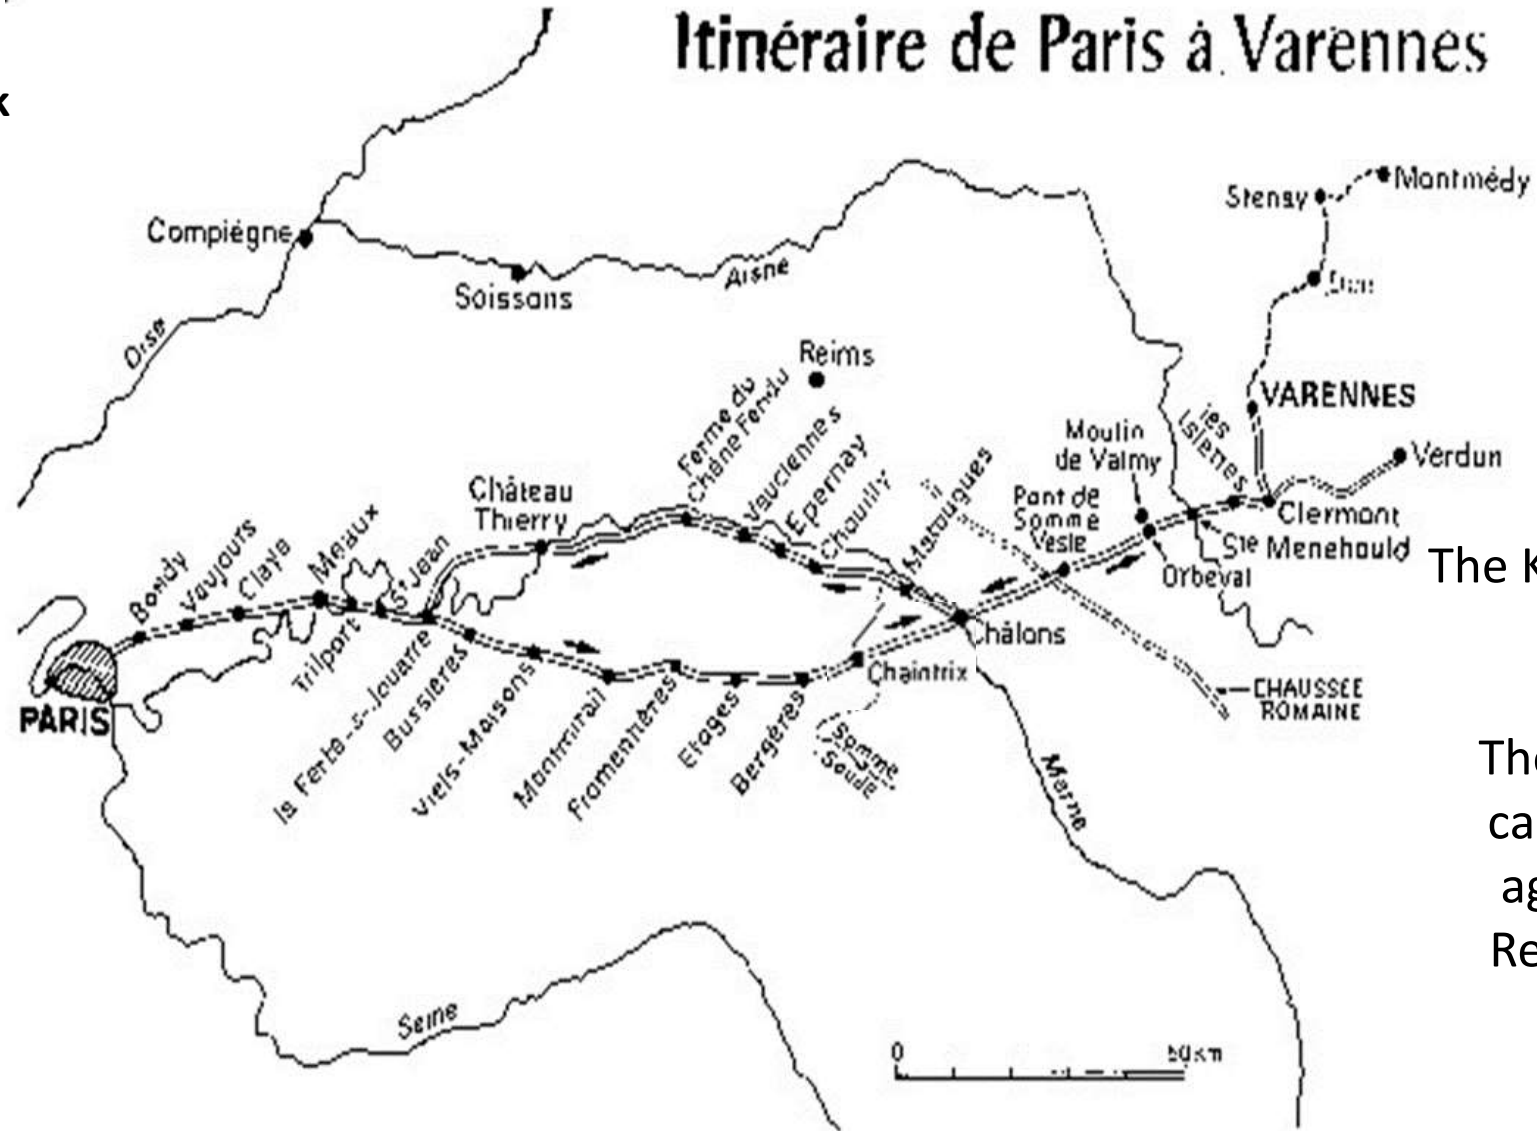 Itinéraire de Paris à Varennes
k
Montmédy
Stenay
Compiégne
Soissons
Aisne
Oise
Reims
VARENNES
Ferme du
Chêne Fendu
Vauciennes
Epernay
Chouilly
Matougues
Moulin
de Valmy
Islettes
Verdun
Château
Thierry
Pont de
Somme
Vesle
Clermont
Ste Menehould
Orbeval
The K
Bondy
Vaujours
Claye
Meaux
St Jean
Trilport
la Ferté-s-Jouarre
Bussières
Viels-Maisons
Montmirail
Fromentières
Etoges
Bergères
Chaintrix
Châlons
Somme
Soude
CHAUSSEE
ROMAINE
PARIS
Marne
ca
ag
Re
Seine
0
50 km